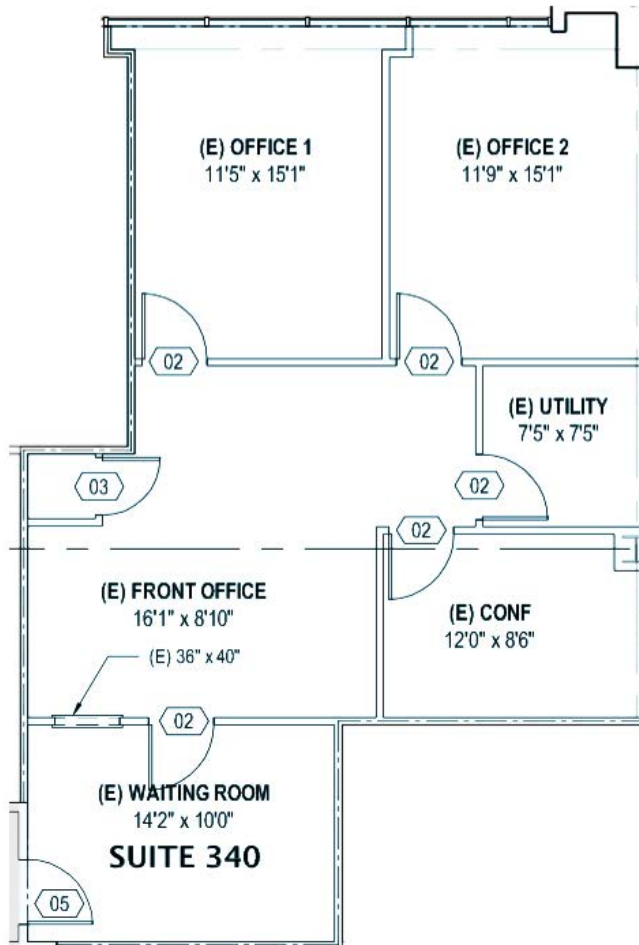 (E) OFFICE 1
11'5" x 15'1"
(E) OFFICE 2
11'9" x 15'1"
02
02
(E) UTILITY
7'5" x 7'5"
03
02
02
(E) FRONT OFFICE
16'1" x 8'10"
(E) CONF
12'0" x 8'6"
(E) 36" x 40"
02
(E) WAITING ROOM
14'2" x 10'0"
SUITE 340
05